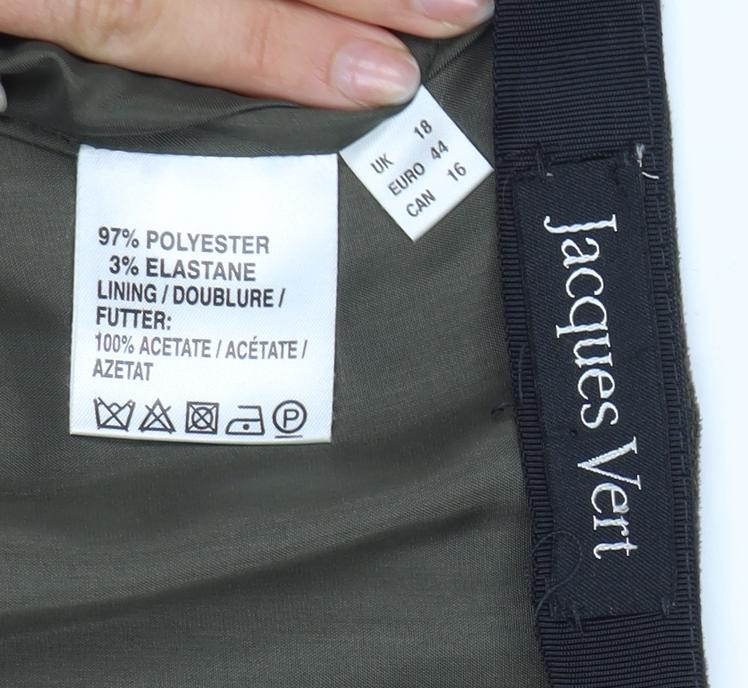 97% POLYESTER
3% ELASTANE
LINING / DOUBLURE /
FUTTER:
100% ACETATE / ACÉTATE /
AZETAT
P
UK 18
EURO 44
CAN 16
Jacques Vert